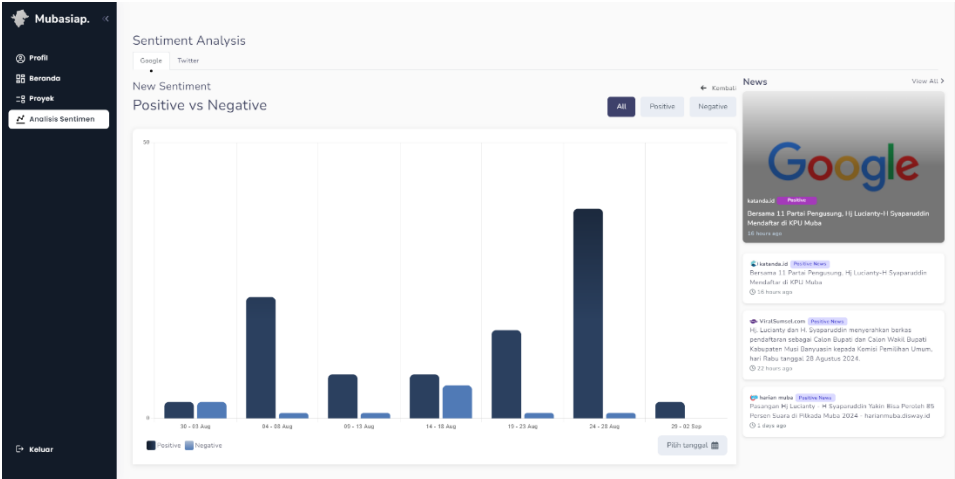 Mubasiap.
Profil
Beranda
Proyek
Analisis Sentimen
Keluar
Sentiment Analysis
Google
Twitter
New Sentiment
Kembali
Positive vs Negative
All
Positive
Negative
50
0
30 - 03 Aug
04 - 08 Aug
09 - 13 Aug
14 - 18 Aug
19 - 23 Aug
24 - 28 Aug
29 - 02 Sep
Positive
Negative
Pilih tanggal
News
View All
Google
katanda.id Positive
Bersama 11 Partai Pengusung, Hj Lucianty-H Syaparuddin
Mendaftar di KPU Muba
16 hours ago
katanda.id Positive News
Bersama 11 Partai Pengusung, Hj Lucianty-H Syaparuddin
Mendaftar di KPU Muba
16 hours ago
ViralSumsel.com Positive News
Hj. Lucianty dan H. Syaparuddin menyerahkan berkas
pendaftaran sebagai Calon Bupati dan Calon Wakil Bupati
Kabupaten Musi Banyuasin kepada Komisi Pemilihan Umum,
hari Rabu tanggal 28 Agustus 2024.
22 hours ago
harian muba Positive News
Pasangan Hj Lucianty - H Syaparuddin Yakin Bisa Peroleh 85
Persen Suara di Pilkada Muba 2024 - harianmuba.disway.id
1 days ago